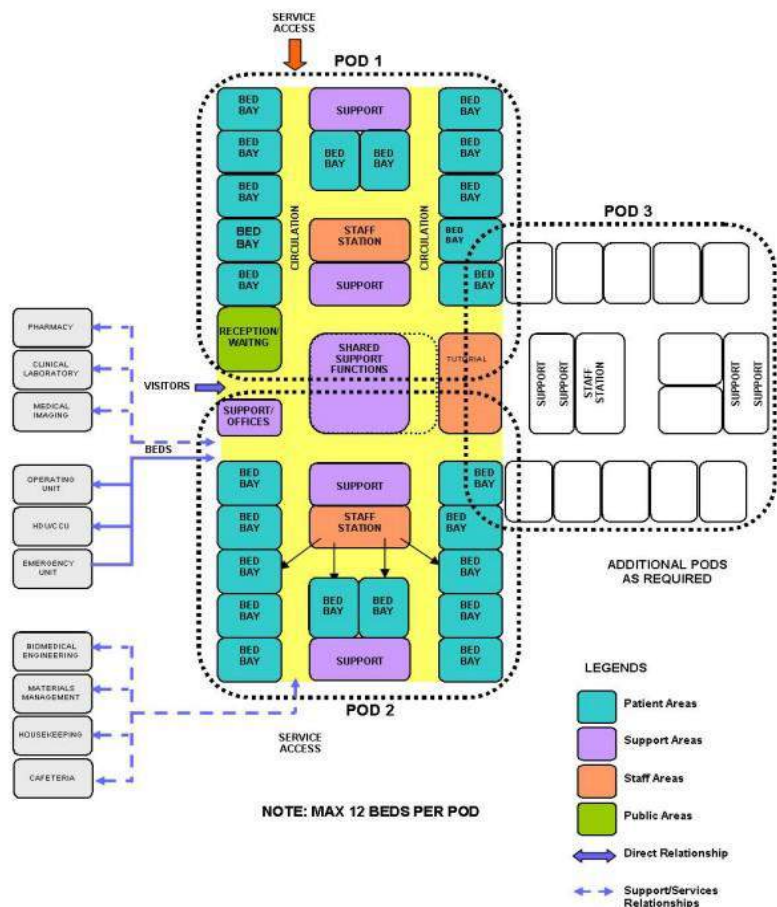 SERVICE
ACCESS
POD 1
BED
BAY
SUPPORT
BED
BAY
BED
BAY
BED
BAY
BED
BAY
BED
BAY
BED
BAY
BED
BAY
CIRCULATION
CIRCULATION
POD 3
BED
BAY
STAFF
STATION
BED
BAY
BED
BAY
SUPPORT
BED
BAY
PHARMACY
RECEPTION/
WAITNG
SHARED
SUPPORT
FUNCTIONS
TUTORIAL
SUPPORT
SUPPORT
STAFF
STATION
SUPPORT
SUPPORT
CLINICAL
LABORATORY
VISITORS
MEDICAL
IMAGING
SUPPORT/
OFFICES
BEDS
OPERATING
UNIT
BED
BAY
SUPPORT
BED
BAY
HDU/CCU
BED
BAY
STAFF
STATION
BED
BAY
EMERGENCY
UNIT
BED
BAY
BED
BAY
ADDITIONAL PODS
AS REQUIRED
BED
BAY
BED
BAY
BED
BAY
BED
BAY
BIOMEDICAL
ENGINEERING
BED
BAY
SUPPORT
BED
BAY
MATERIALS
MANAGEMENT
LEGENDS
POD 2
Patient Areas
HOUSEKEEPING
SERVICE
ACCESS
Support Areas
CAFETERIA
Staff Areas
NOTE: MAX 12 BEDS PER POD
Public Areas
Direct Relationship
Support/Services
Relationships